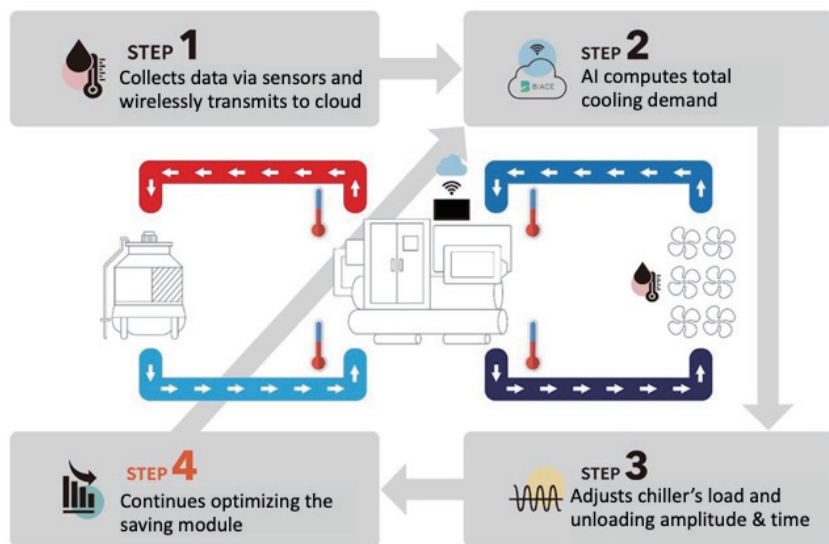 STEP 1
Collects data via sensors and
wirelessly transmits to cloud
STEP 2
AI computes total
cooling demand
BIACE
STEP 4
Continues optimizing the
saving module
STEP 3
Adjusts chiller's load and
unloading amplitude & time